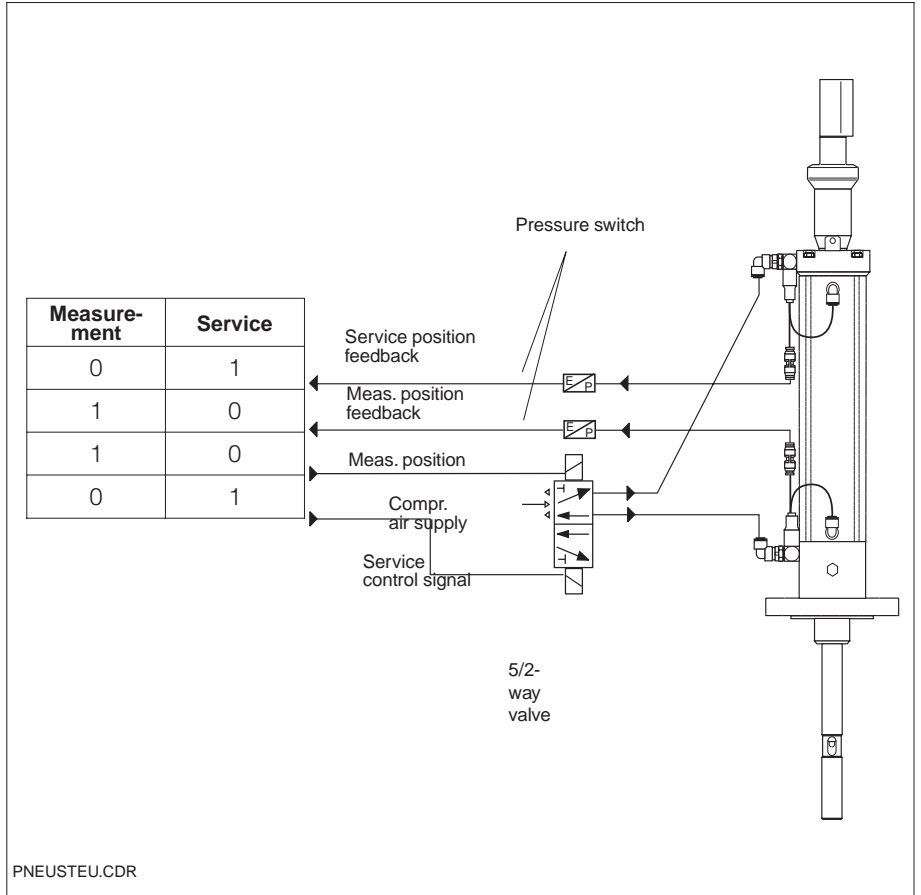 Pressure switch
Measure-
ment
Service
0 1
1 0
1 0
0 1
Service position
feedback
Meas. position
feedback
Meas. position
Compr.
air supply
Service
control signal
E
P
E
P
5/2-
way
valve
PNEUSTEU.CDR